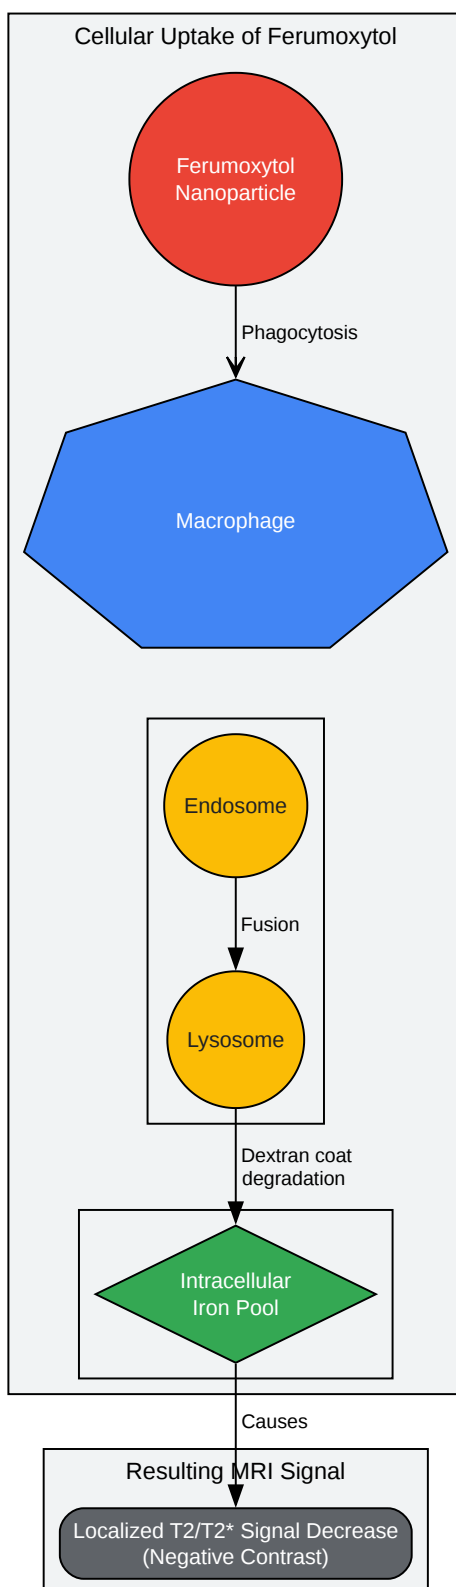 Cellular Uptake of Ferumoxytol
Ferumoxytol
Nanoparticle
Phagocytosis
Macrophage
Endosome
Fusion
Lysosome
Dextran coat
degradation
Intracellular
Iron Pool
Causes
Resulting MRI Signal
Localized T2/T2* Signal Decrease
(Negative Contrast)